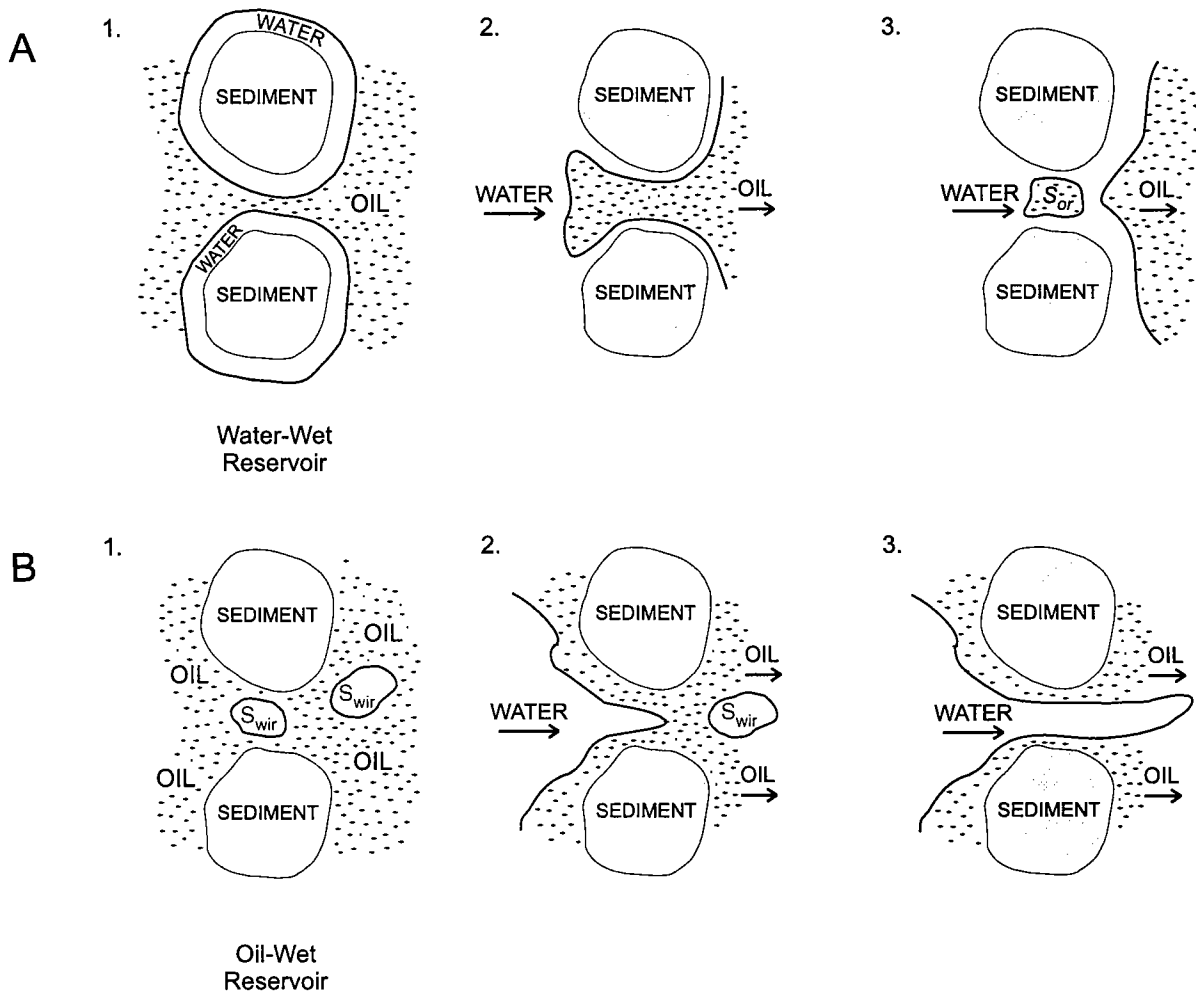 A
1.
WATER
SEDIMENT
OIL
WATER
SEDIMENT
Water-Wet
Reservoir
2.
SEDIMENT
WATER
OIL
SEDIMENT
3.
SEDIMENT
WATER
Sor
OIL
SEDIMENT
B
1.
SEDIMENT
OIL
OIL
Swir
Swir
OIL
OIL
SEDIMENT
Oil-Wet
Reservoir
2.
SEDIMENT
OIL
WATER
Swir
OIL
SEDIMENT
3.
SEDIMENT
OIL
WATER
OIL
SEDIMENT